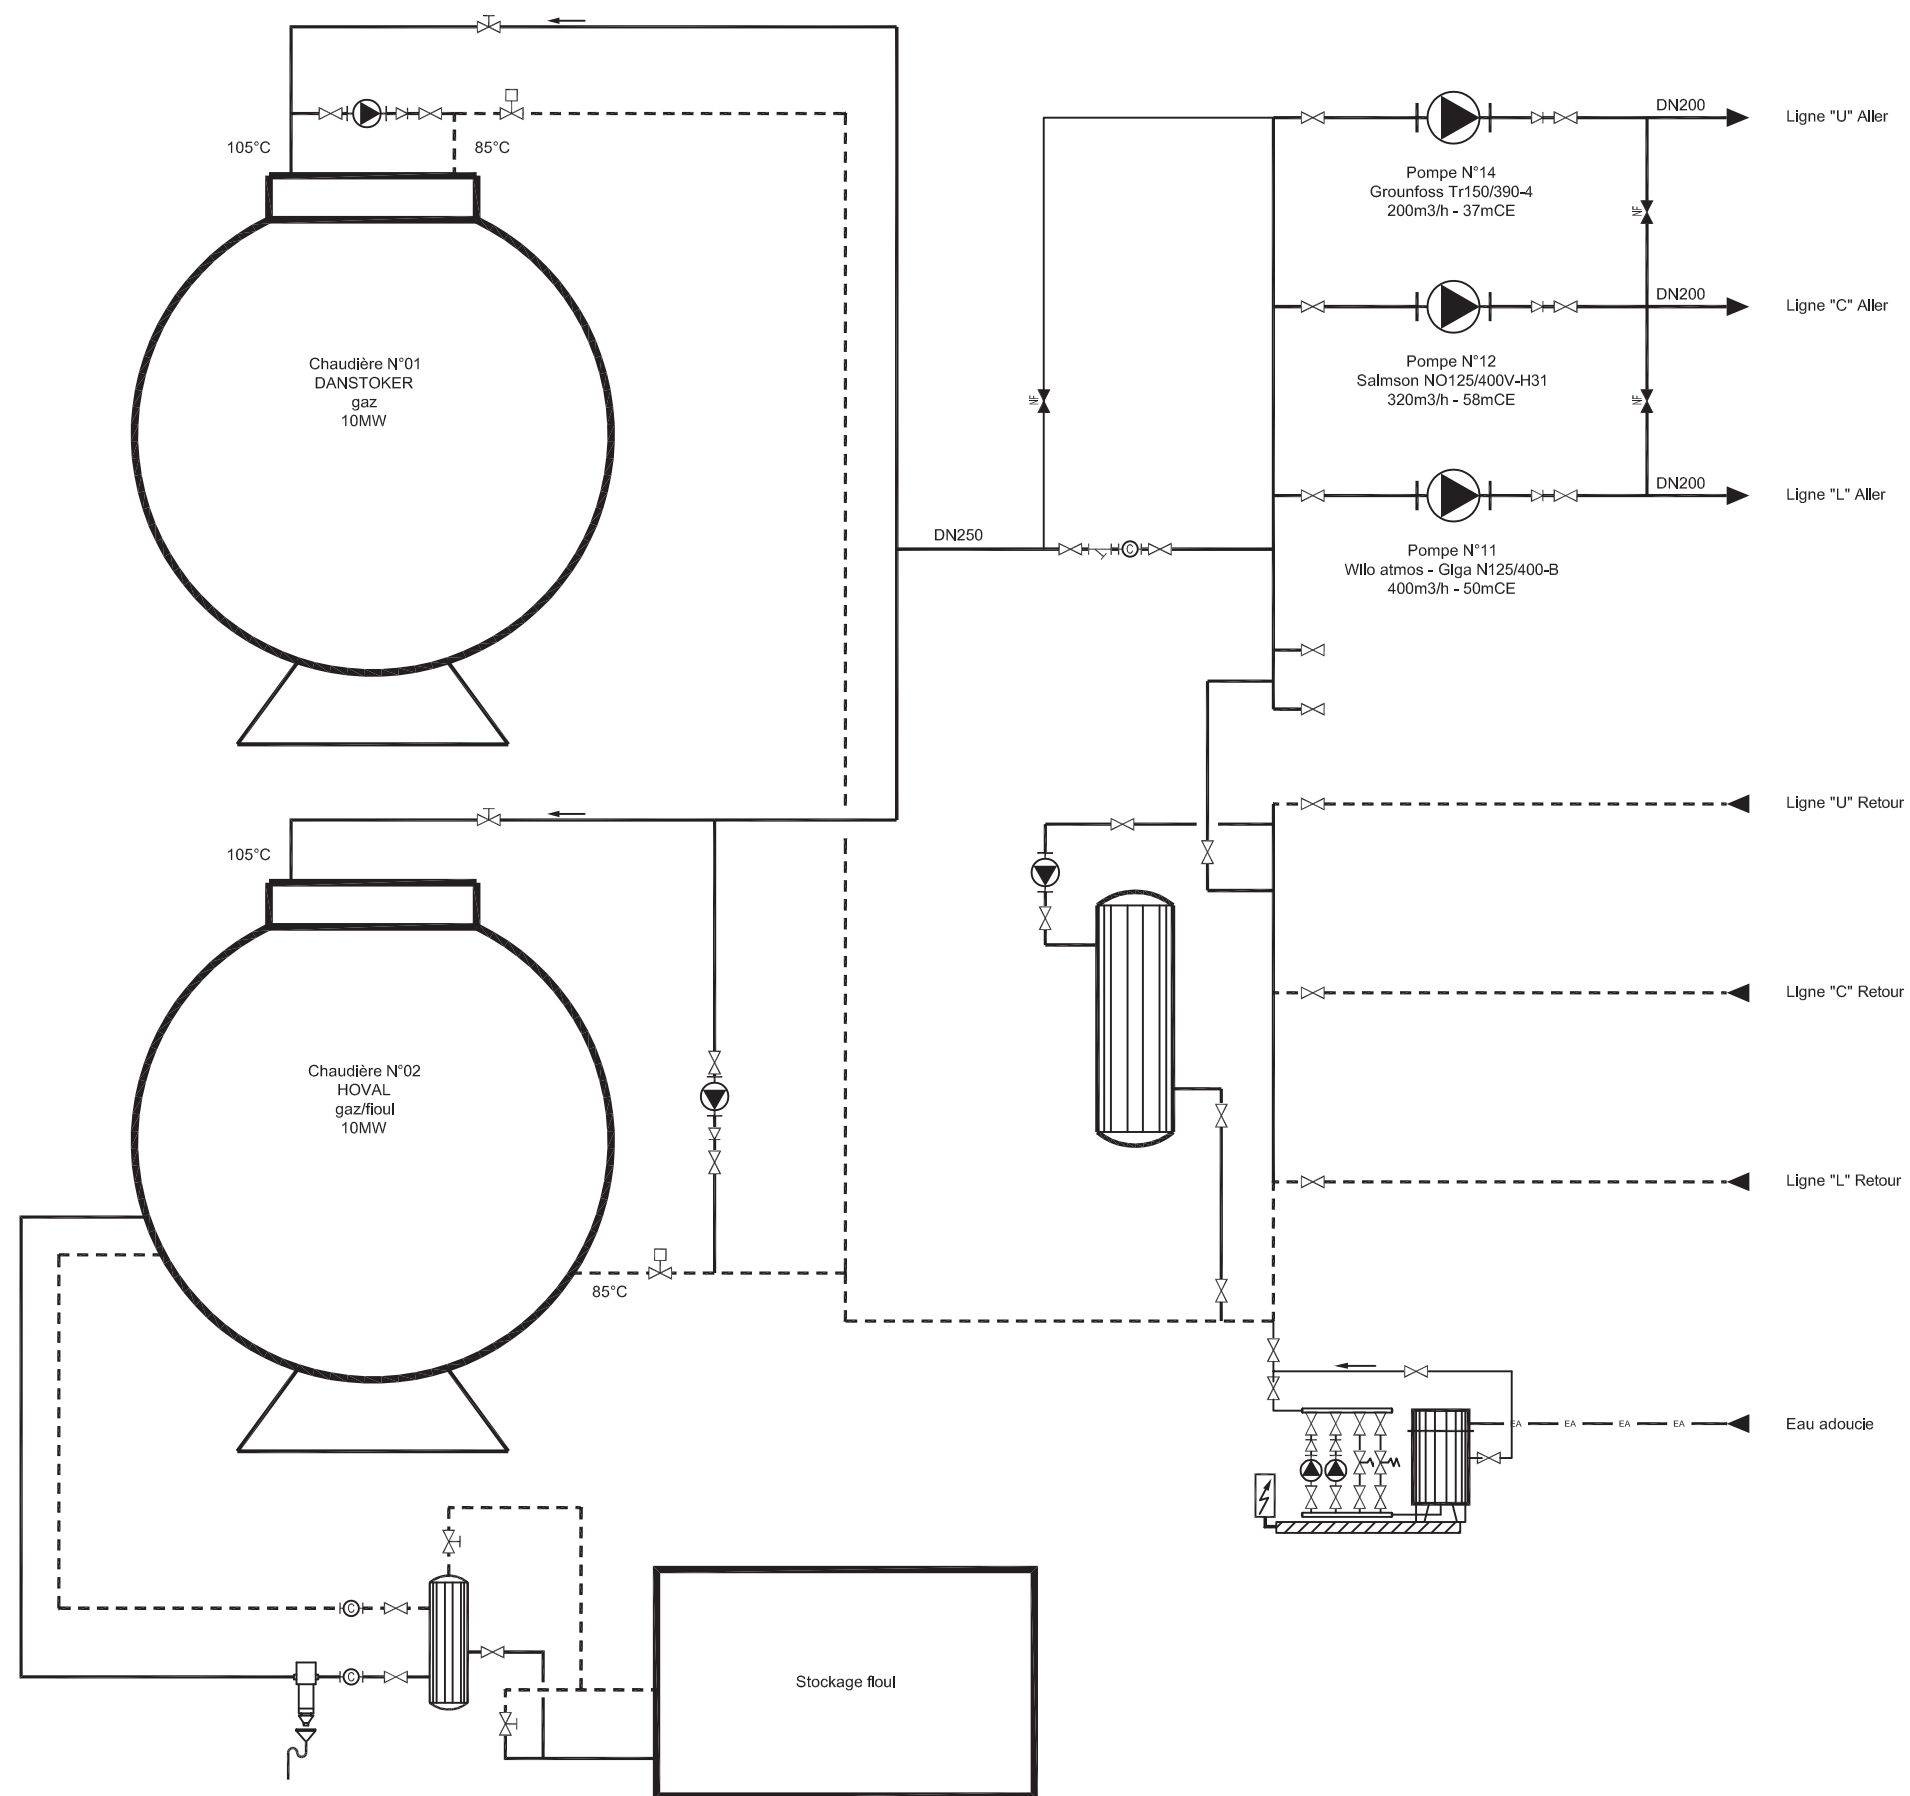 DN200
Ligne "U" Aller
105°C
85°C
Pompe N°14
Grounfoss Tr150/390-4
200m3/h - 37mCE
NF
DN200
Ligne "C" Aller
Chaudière N°01
DANSTOKER
gaz
10MW
Pompe N°12
Salmson NO125/400V-H31
320m3/h - 58mCE
NF
NF
DN200
Ligne "L" Aller
DN250
C
Pompe N°11
Wilo atmos - Giga N125/400-B
400m3/h - 50mCE
Ligne "U" Retour
105°C
Ligne "C" Retour
Chaudière N°02
HOVAL
gaz/fioul
10MW
Ligne "L" Retour
85°C
EA EA EA EA
Eau adoucie
C
C
Stockage fioul